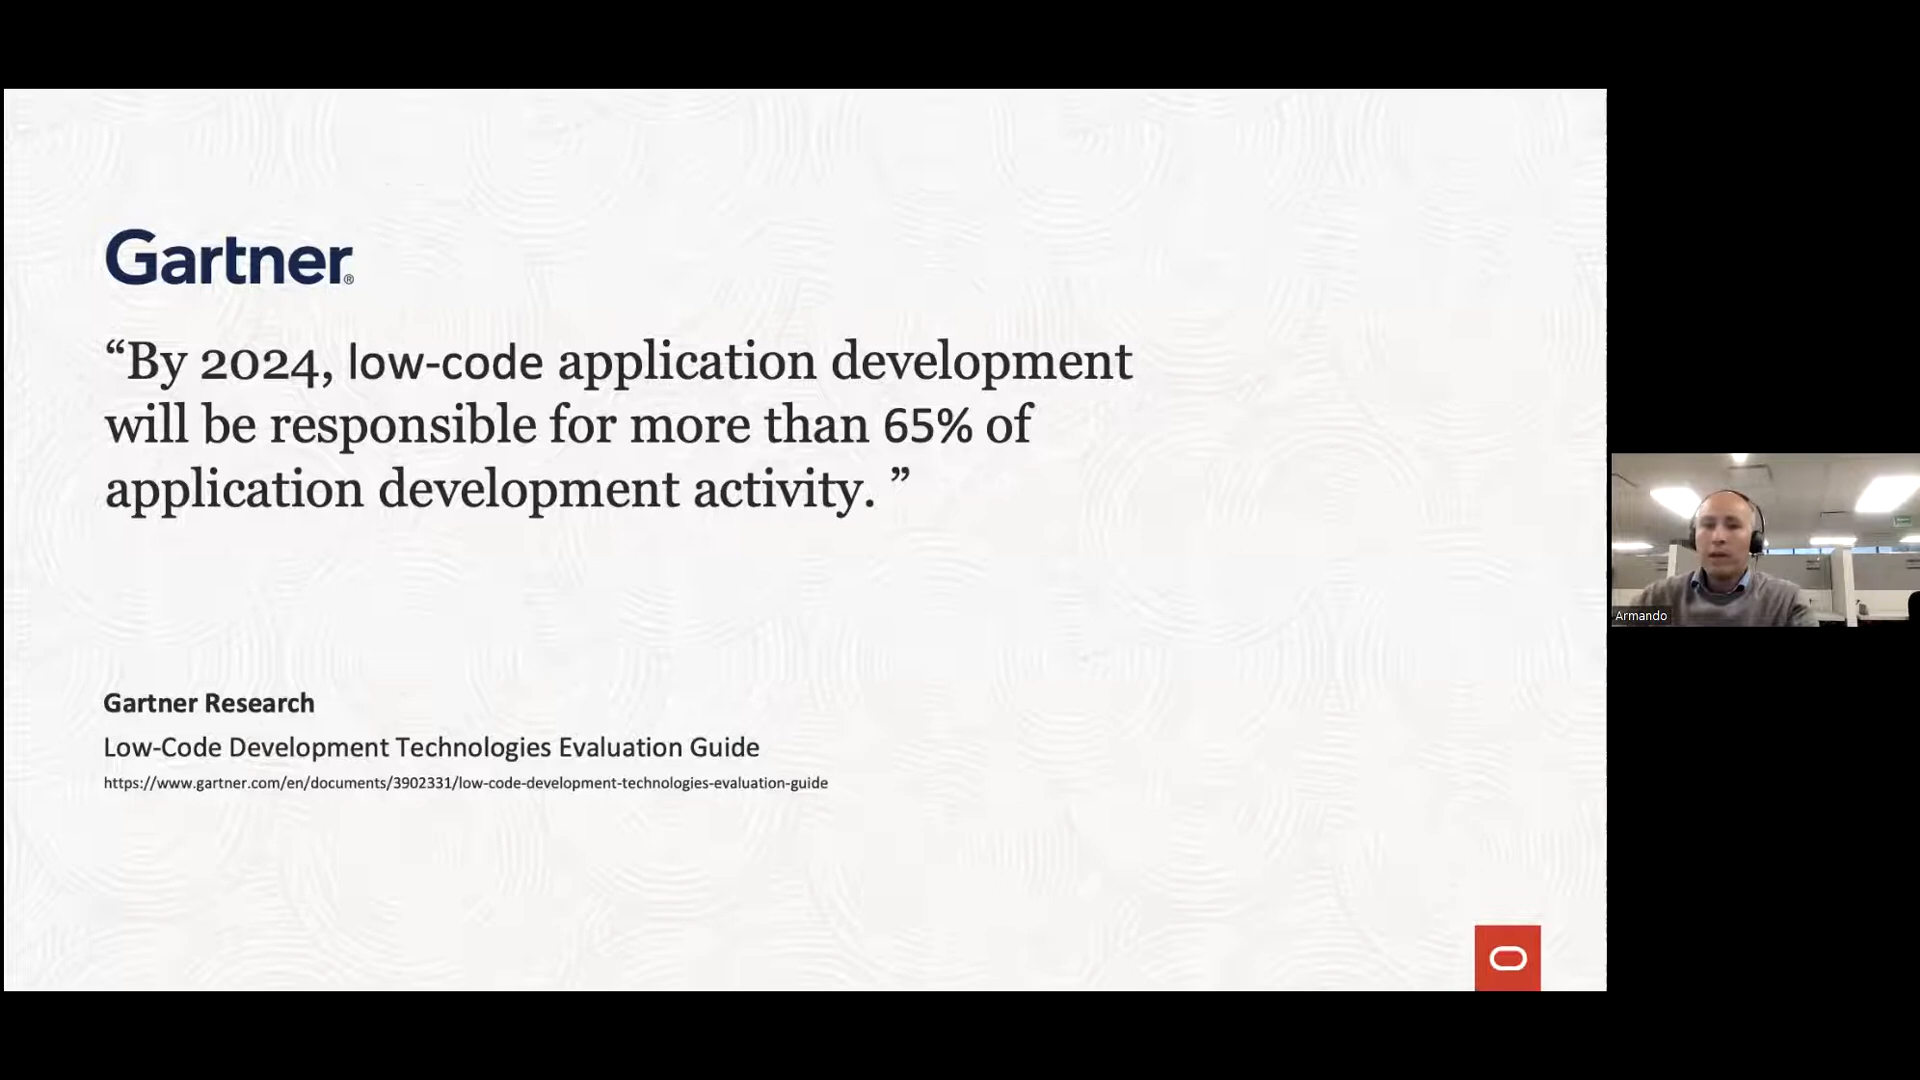 Gartner®
“By 2024, low-code application development
will be responsible for more than 65% of
application development activity. ”
Gartner Research
Low-Code Development Technologies Evaluation Guide
https://www.gartner.com/en/documents/3902331/low-code-development-technologies-evaluation-guide
Armando